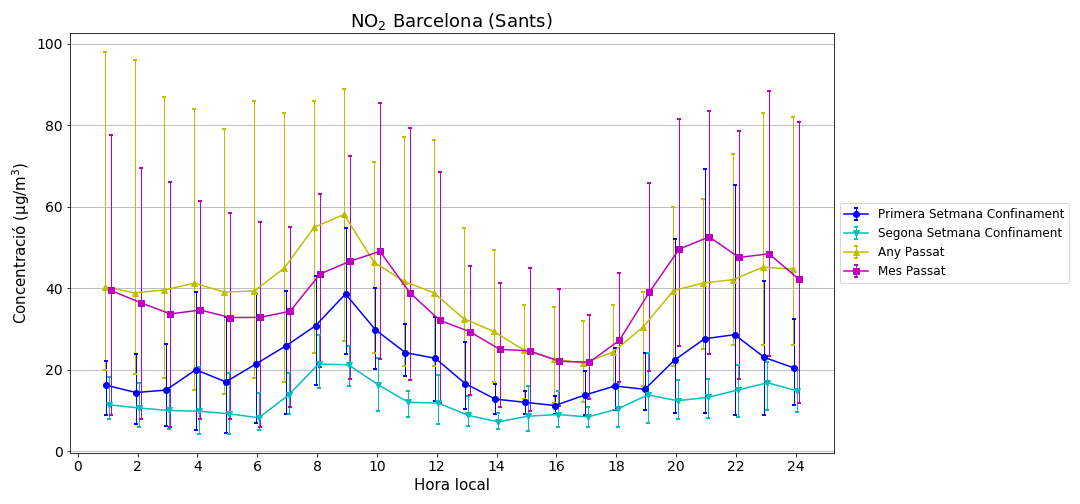 NO2 Barcelona (Sants)
100
80
60
40
20
0
Concentració (µg/m3)
0 2 4 6 8 10 12 14 16 18 20 22 24
Hora local
Primera Setmana Confinament
Segona Setmana Confinament
Any Passat
Mes Passat